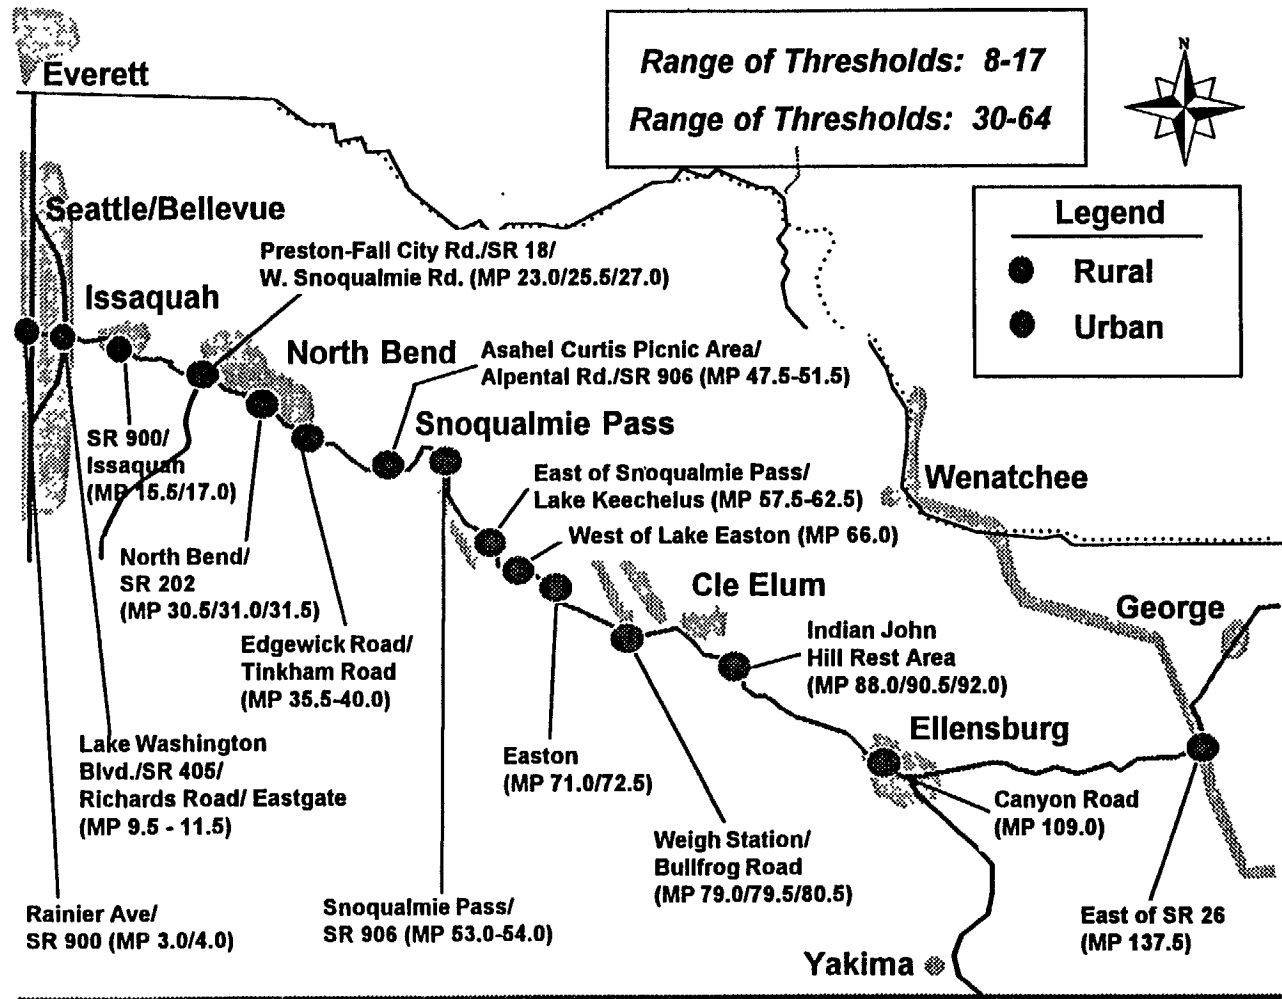 N
Everett
Range of Thresholds: 8-17
Range of Thresholds: 30-64
Legend
Rural
Urban
Seattle/Bellevue
Preston-Fall City Rd./SR 18/
W. Snoqualmie Rd. (MP 23.0/25.5/27.0)
Issaquah
North Bend
Asahel Curtis Picnic Area/
Alpental Rd./SR 906 (MP 47.5-51.5)
Snoqualmie Pass
SR 900/
Issaquah
(MP 15.5/17.0)
East of Snoqualmie Pass/
Lake Keechelus (MP 57.5-62.5)
Wenatchee
West of Lake Easton (MP 66.0)
North Bend/
SR 202
(MP 30.5/31.0/31.5)
Cle Elum
George
Edgewick Road/
Tinkham Road
(MP 35.5-40.0)
Indian John
Hill Rest Area
(MP 88.0/90.5/92.0)
Lake Washington
Blvd./SR 405/
Richards Road/ Eastgate
(MP 9.5 - 11.5)
Easton
(MP 71.0/72.5)
Ellensburg
Canyon Road
(MP 109.0)
Weigh Station/
Bullfrog Road
(MP 79.0/79.5/80.5)
Rainier Ave/
SR 900 (MP 3.0/4.0)
Snoqualmie Pass/
SR 906 (MP 53.0-54.0)
East of SR 26
(MP 137.5)
Yakima